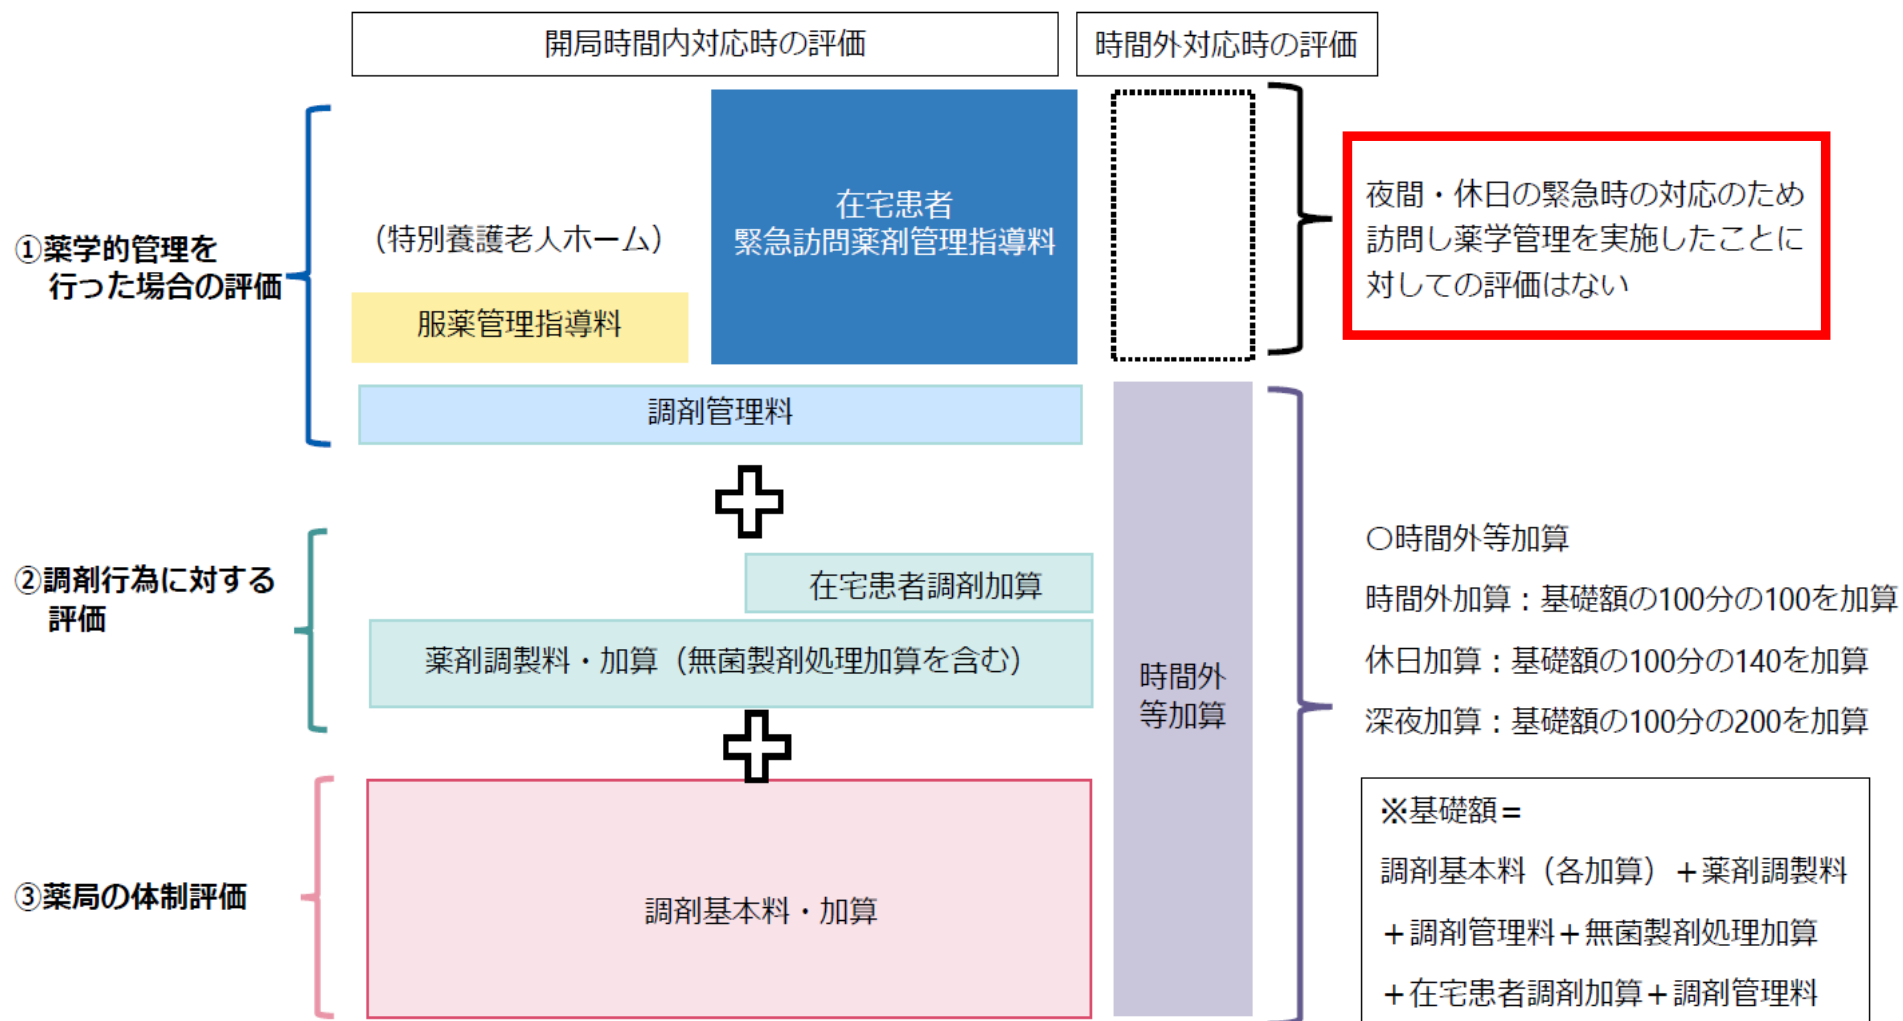 開局時間内対応時の評価
時間外対応時の評価
①薬学的管理を
行った場合の評価
（特別養護老人ホーム）
服薬管理指導料
在宅患者
緊急訪問薬剤管理指導料
調剤管理料
夜間・休日の緊急時の対応のため
訪問し薬学管理を実施したことに
対しての評価はない
②調剤行為に対する
評価
在宅患者調剤加算
薬剤調製料・加算（無菌製剤処理加算を含む）
時間外
等加算
〇時間外等加算
時間外加算：基礎額の100分の100を加算
休日加算：基礎額の100分の140を加算
深夜加算：基礎額の100分の200を加算
③薬局の体制評価
調剤基本料・加算
※基礎額＝
調剤基本料（各加算）＋薬剤調製料
＋調剤管理料＋無菌製剤処理加算
＋在宅患者調剤加算＋調剤管理料